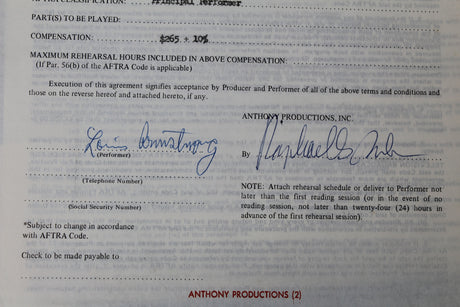 AFTRA CLASSIFICATION: Principal Performer
PART(S) TO BE PLAYED:
COMPENSATION: $265 + 10%
MAXIMUM REHEARSAL HOURS INCLUDED IN ABOVE COMPENSATION:
(If Par. 56(b) of the AFTRA Code is applicable)
Execution of this agreement signifies acceptance by Producer and Performer of all of the above terms and conditions and
those on the reverse hereof and attached hereto, if any.
ANTHONY PRODUCTIONS, INC.
Louis Armstrong
(Performer)
By Raphael
(Telephone Number)
(Social Security Number)
NOTE: Attach rehearsal schedule or deliver to Performer not
later than the first reading session (or in the event of no
reading session, not later than twenty-four (24) hours in
advance of the first rehearsal session).
*Subject to change in accordance
with AFTRA Code.
Check to be made payable to
ANTHONY PRODUCTIONS (2)